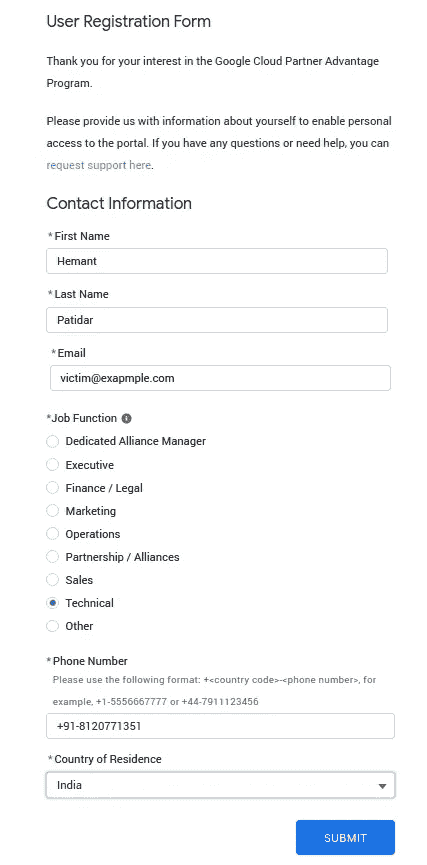 User Registration Form
Thank you for your interest in the Google Cloud Partner Advantage
Program.
Please provide us with information about yourself to enable personal
access to the portal. If you have any questions or need help, you can
request support here.
Contact Information
*First Name
Hemant
*Last Name
Patidar
*Email
victim@exapmple.com
*Job Function
Dedicated Alliance Manager
Executive
Finance / Legal
Marketing
Operations
Partnership / Alliances
Sales
Technical
Other
*Phone Number
Please use the following format: +<country code>-<phone number>, for
example, +1-5556667777 or +44-7911123456
+91-8120771351
*Country of Residence
India
SUBMIT